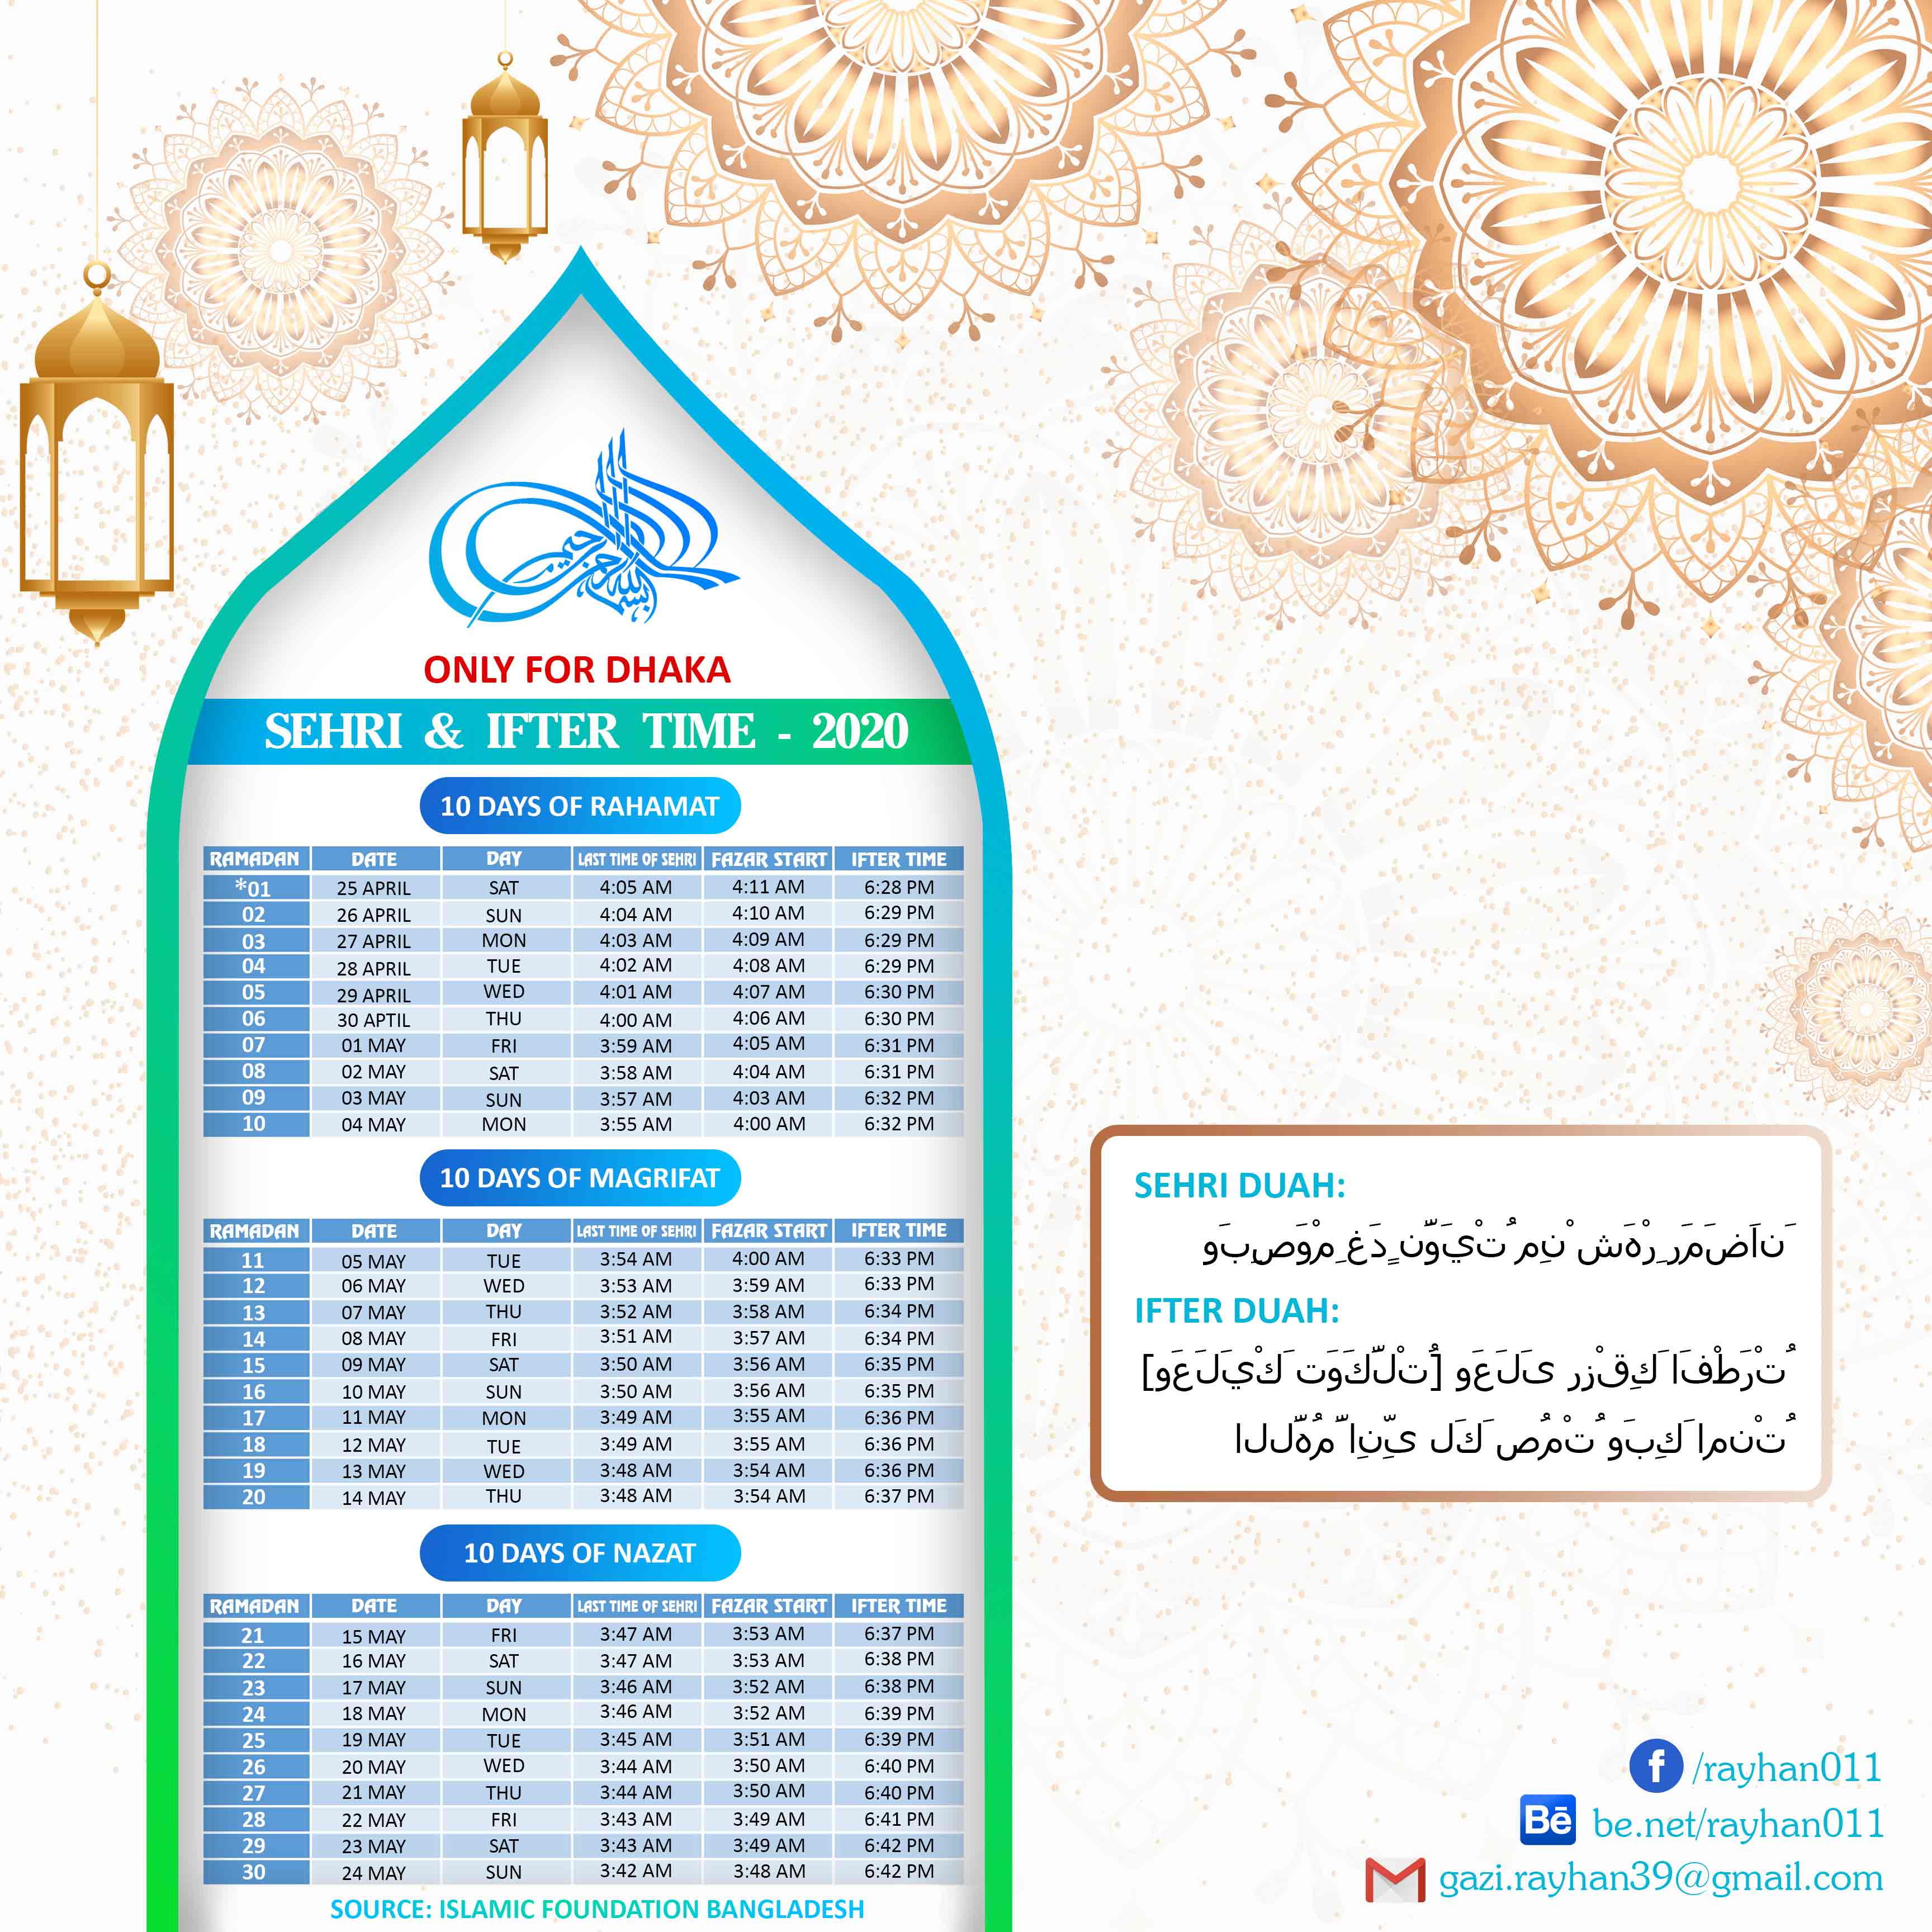 بسم الله الرحمن الرحيم
ONLY FOR DHAKA
SEHRI & IFTER TIME - 2020
10 DAYS OF RAHAMAT
RAMADAN DATE DAY LAST TIME OF SEHRI FAZAR START IFTER TIME
*01 25 APRIL SAT 4:05 AM 4:11 AM 6:28 PM
02 26 APRIL SUN 4:04 AM 4:10 AM 6:29 PM
03 27 APRIL MON 4:03 AM 4:09 AM 6:29 PM
04 28 APRIL TUE 4:02 AM 4:08 AM 6:29 PM
05 29 APRIL WED 4:01 AM 4:07 AM 6:30 PM
06 30 APTIL THU 4:00 AM 4:06 AM 6:30 PM
07 01 MAY FRI 3:59 AM 4:05 AM 6:31 PM
08 02 MAY SAT 3:58 AM 4:04 AM 6:31 PM
09 03 MAY SUN 3:57 AM 4:03 AM 6:32 PM
10 04 MAY MON 3:55 AM 4:00 AM 6:32 PM
10 DAYS OF MAGRIFAT
RAMADAN DATE DAY LAST TIME OF SEHRI FAZAR START IFTER TIME
11 05 MAY TUE 3:54 AM 4:00 AM 6:33 PM
12 06 MAY WED 3:53 AM 3:59 AM 6:33 PM
13 07 MAY THU 3:52 AM 3:58 AM 6:34 PM
14 08 MAY FRI 3:51 AM 3:57 AM 6:34 PM
15 09 MAY SAT 3:50 AM 3:56 AM 6:35 PM
16 10 MAY SUN 3:50 AM 3:56 AM 6:35 PM
17 11 MAY MON 3:49 AM 3:55 AM 6:36 PM
18 12 MAY TUE 3:49 AM 3:55 AM 6:36 PM
19 13 MAY WED 3:48 AM 3:54 AM 6:36 PM
20 14 MAY THU 3:48 AM 3:54 AM 6:37 PM
10 DAYS OF NAZAT
RAMADAN DATE DAY LAST TIME OF SEHRI FAZAR START IFTER TIME
21 15 MAY FRI 3:47 AM 3:53 AM 6:37 PM
22 16 MAY SAT 3:47 AM 3:53 AM 6:38 PM
23 17 MAY SUN 3:46 AM 3:52 AM 6:38 PM
24 18 MAY MON 3:46 AM 3:52 AM 6:39 PM
25 19 MAY TUE 3:45 AM 3:51 AM 6:39 PM
26 20 MAY WED 3:44 AM 3:50 AM 6:40 PM
27 21 MAY THU 3:44 AM 3:50 AM 6:40 PM
28 22 MAY FRI 3:43 AM 3:49 AM 6:41 PM
29 23 MAY SAT 3:43 AM 3:49 AM 6:42 PM
30 24 MAY SUN 3:42 AM 3:48 AM 6:42 PM
SOURCE: ISLAMIC FOUNDATION BANGLADESH
SEHRI DUAH:
وَبِصَوْمِ غَدٍ نَّوَيْتُ مِنْ شَهْرِ رَمَضَانَ
IFTER DUAH:
[وَعَلَيْكَ تَوَكَّلْتُ] وَعَلَى رزْقِكَ اَفْطَرْتُ
اللَّهُمَّ اِنِّى لَكَ صُمْتُ وَبِكَ امَنْتُ
/rayhan011
Bē be.net/rayhan011
gazi.rayhan39@gmail.com